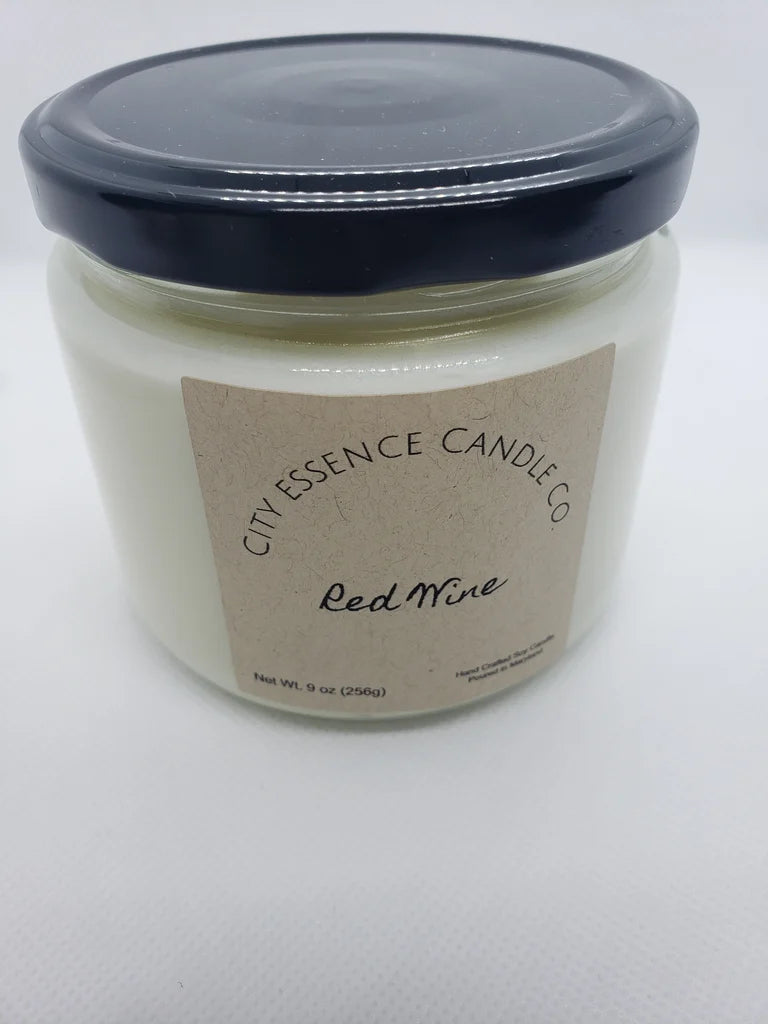 CITY ESSENCE CANDLE CO
Red Wine
Net Wt. 9 oz (256g)
Hand Crafted Soy Candle
Poured in Maryland